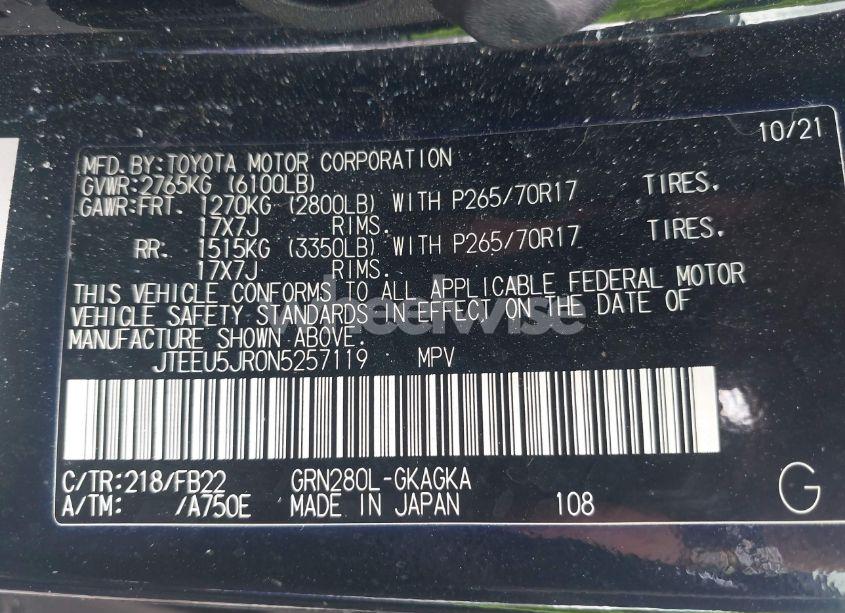 10/21
MFD.BY:TOYOTA MOTOR CORPORATION
GVWR:2765KG (6100LB)
GAWR:FRT. 1270KG (2800LB) WITH P265/70R17 TIRES.
17X7J RIMS.
RR. 1515KG (3350LB) WITH P265/70R17 TIRES.
17X7J RIMS.
THIS VEHICLE CONFORMS TO ALL APPLICABLE FEDERAL MOTOR
VEHICLE SAFETY STANDARDS IN EFFECT ON THE DATE OF
MANUFACTURE SHOWN ABOVE.
JTEEU5JR0N5257119 MPV
C/TR:218/FB22 GRN280L-GKAGKA
A/TM: /A750E MADE IN JAPAN 108
G
wheelwise